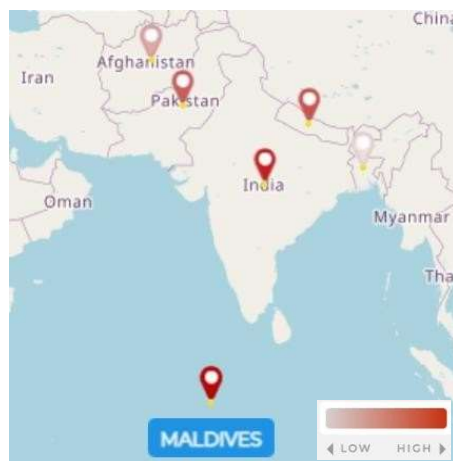 China
Afghanistan
Iran
Pakistan
India
Oman
Myanmar
Tha
MALDIVES
LOW HIGH